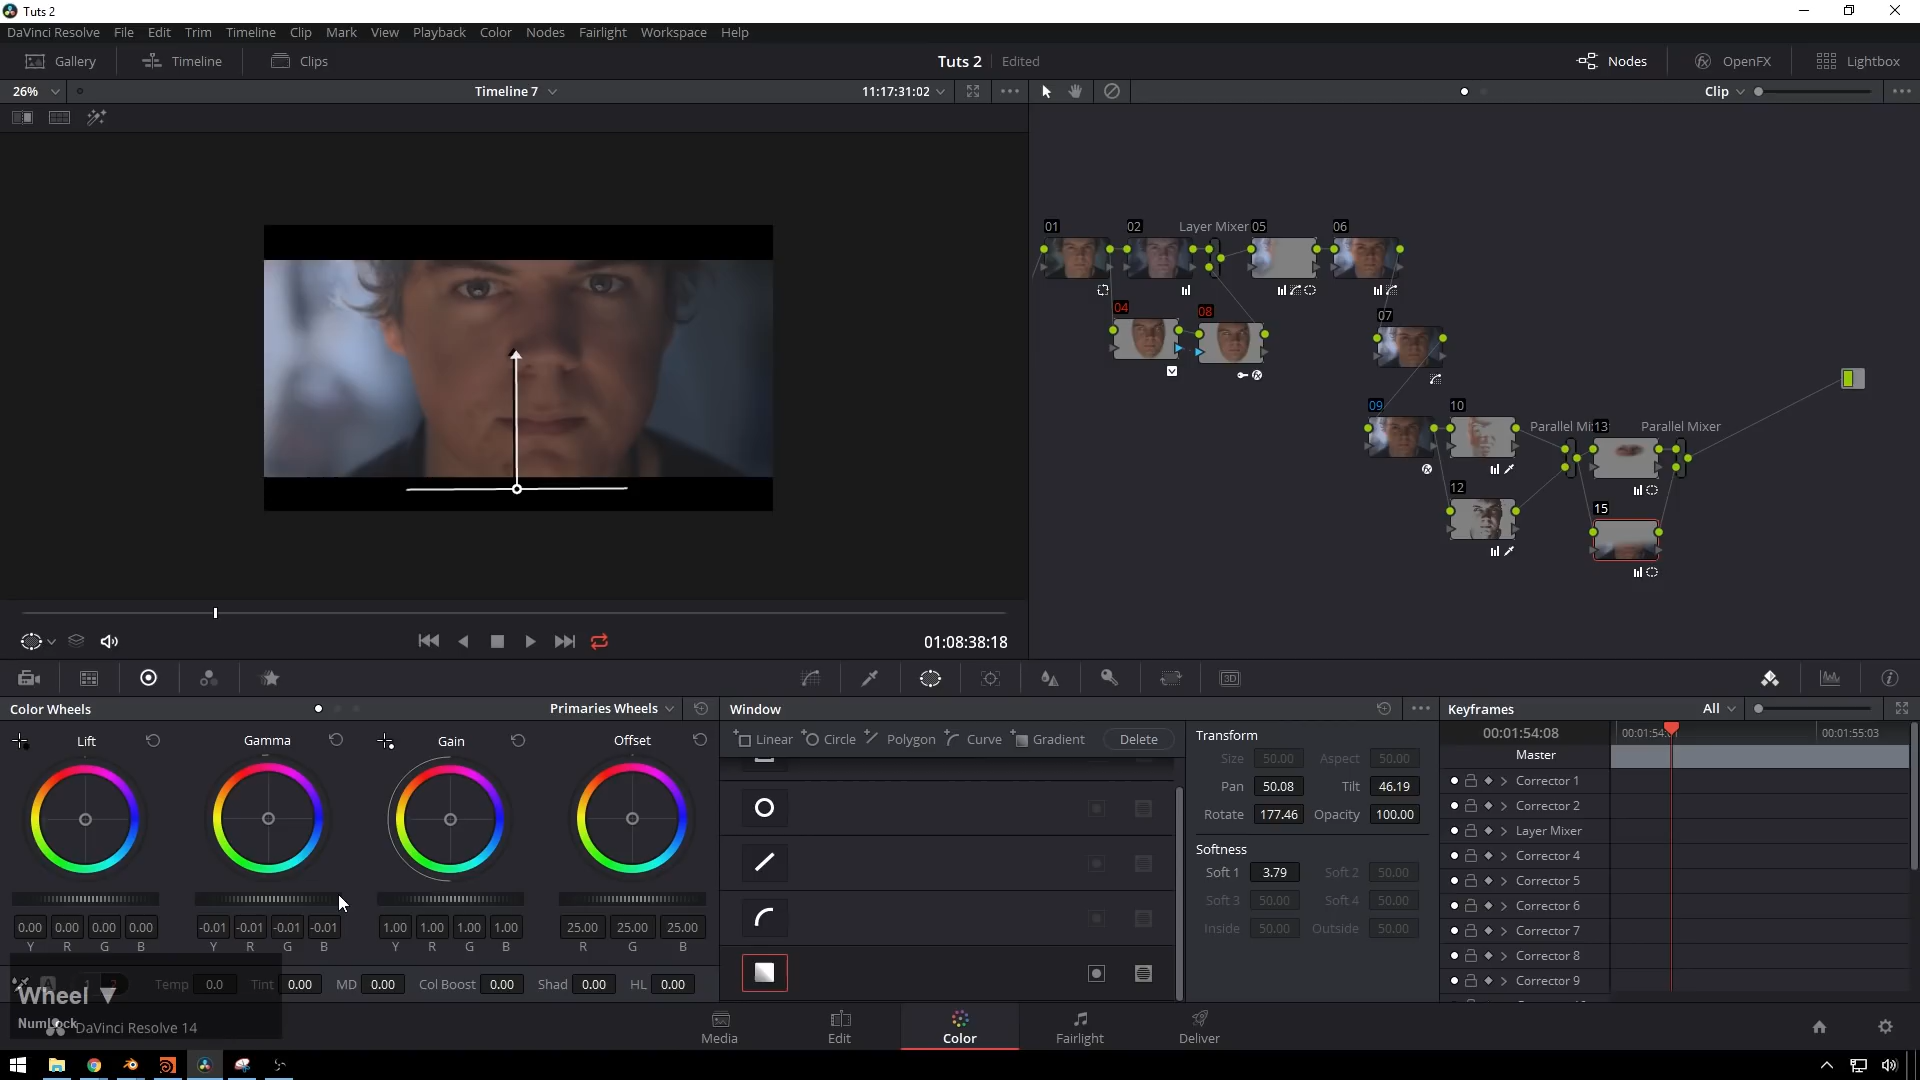 Tuts 2
DaVinci Resolve File Edit Trim Timeline Clip Mark View Playback Color Nodes Fairlight Workspace Help
Gallery Timeline Clips Tuts 2 Edited Nodes OpenFX Lightbox
26% Timeline 7 11:17:31:02 Clip
01 02 Layer Mixer 05 06
04 08 07
09 10 Parallel Mi 13 Parallel Mixer
12 15
01:08:38:18
3D
Color Wheels Primaries Wheels Window Keyframes All
Lift Gamma Gain Offset
Linear Circle Polygon Curve Gradient Delete
Transform
Size 50.00 Aspect 50.00
Pan 50.08 Tilt 46.19
Rotate 177.46 Opacity 100.00
Softness
Soft 1 3.79 Soft 2 50.00
Soft 3 50.00 Soft 4 50.00
Inside 50.00 Outside 50.00
00:01:54:08 00:01:54: 00:01:55:03
Master
Corrector 1
Corrector 2
Layer Mixer
Corrector 4
Corrector 5
Corrector 6
Corrector 7
Corrector 8
Corrector 9
0.00 0.00 0.00 0.00 -0.01 -0.01 -0.01 -0.01 1.00 1.00 1.00 1.00 25.00 25.00 25.00
Y R G B Y R G B Y R G B R G B
A 1 2 Temp 0.0 Tint 0.00 MD 0.00 Col Boost 0.00 Shad 0.00 HL 0.00
Wheel ▼
NumLock
DaVinci Resolve 14
Media Edit Color Fairlight Deliver